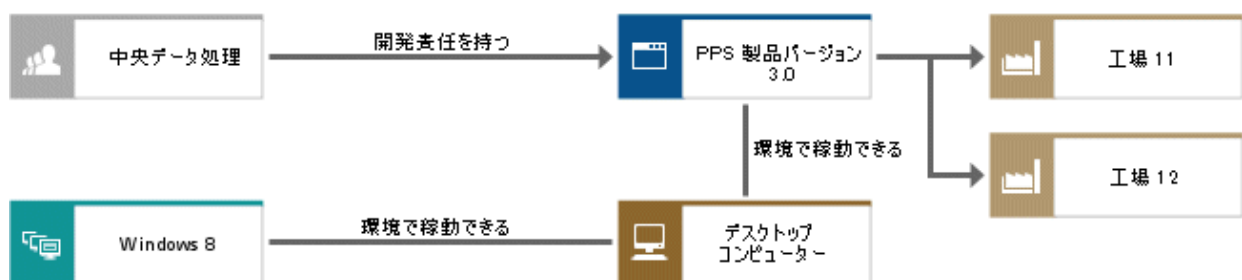 中央データ処理
開発責任を持つ
PPS 製品バージョン
3.0
工場 11
環境で稼動できる
工場 12
Windows 8
環境で稼動できる
デスクトップ
コンピューター